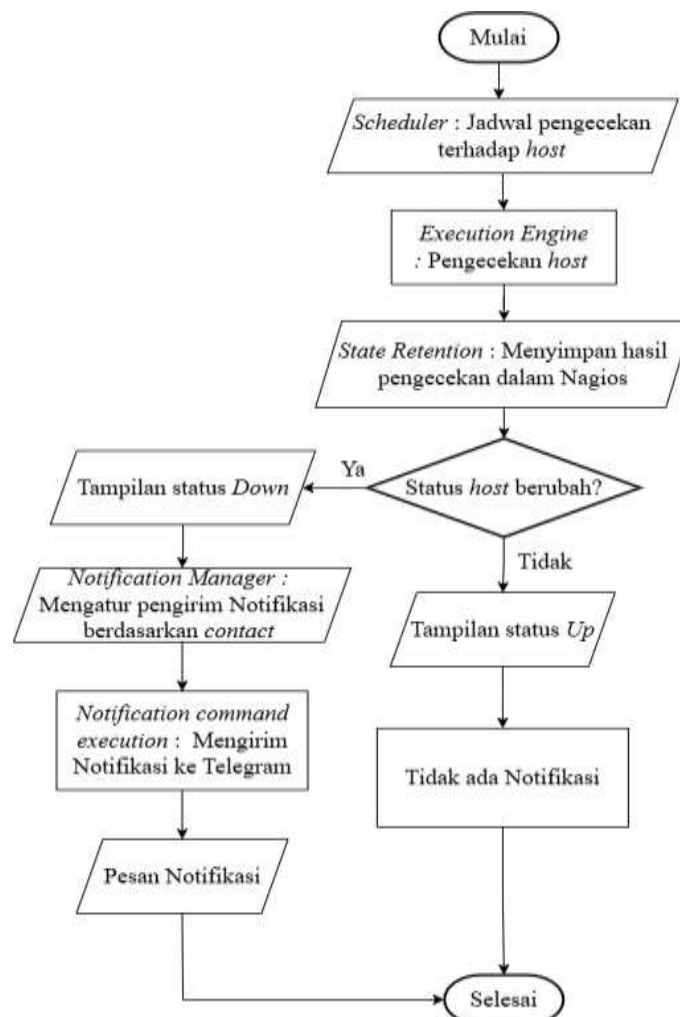 Mulai
Scheduler : Jadwal pengecekan
terhadap host
Execution Engine
: Pengecekan host
State Retention : Menyimpan hasil
pengecekan dalam Nagios
Status host berubah?
Ya
Tampilan status Down
Notification Manager :
Mengatur pengirim Notifikasi
berdasarkan contact
Notification command
execution : Mengirim
Notifikasi ke Telegram
Pesan Notifikasi
Tidak
Tampilan status Up
Tidak ada Notifikasi
Selesai